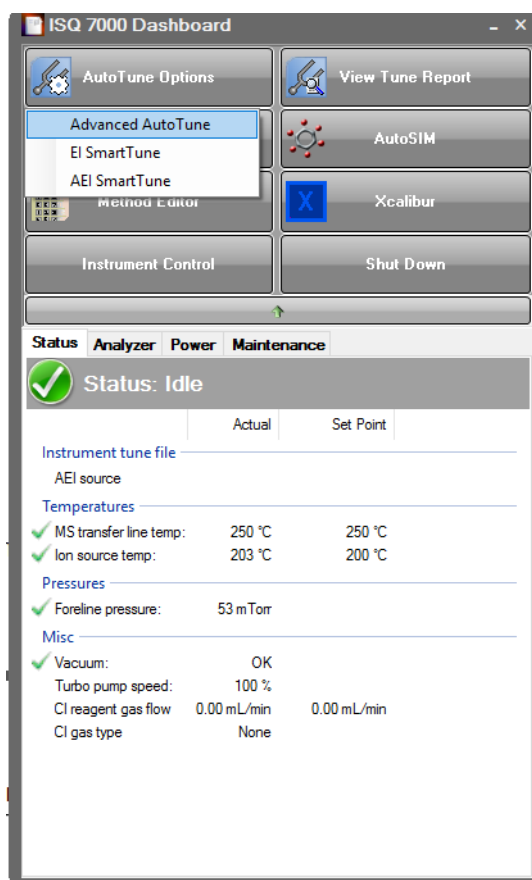 ISQ 7000 Dashboard
AutoTune Options
View Tune Report
Advanced AutoTune
EI SmartTune
AEI SmartTune
AutoSIM
Method Editor
Xcalibur
Instrument Control
Shut Down
Status Analyzer Power Maintenance
Status: Idle
Actual Set Point
Instrument tune file
AEI source
Temperatures
MS transfer line temp: 250 °C 250 °C
Ion source temp: 203 °C 200 °C
Pressures
Foreline pressure: 53 mTorr
Misc
Vacuum: OK
Turbo pump speed: 100 %
CI reagent gas flow 0.00 mL/min 0.00 mL/min
CI gas type None